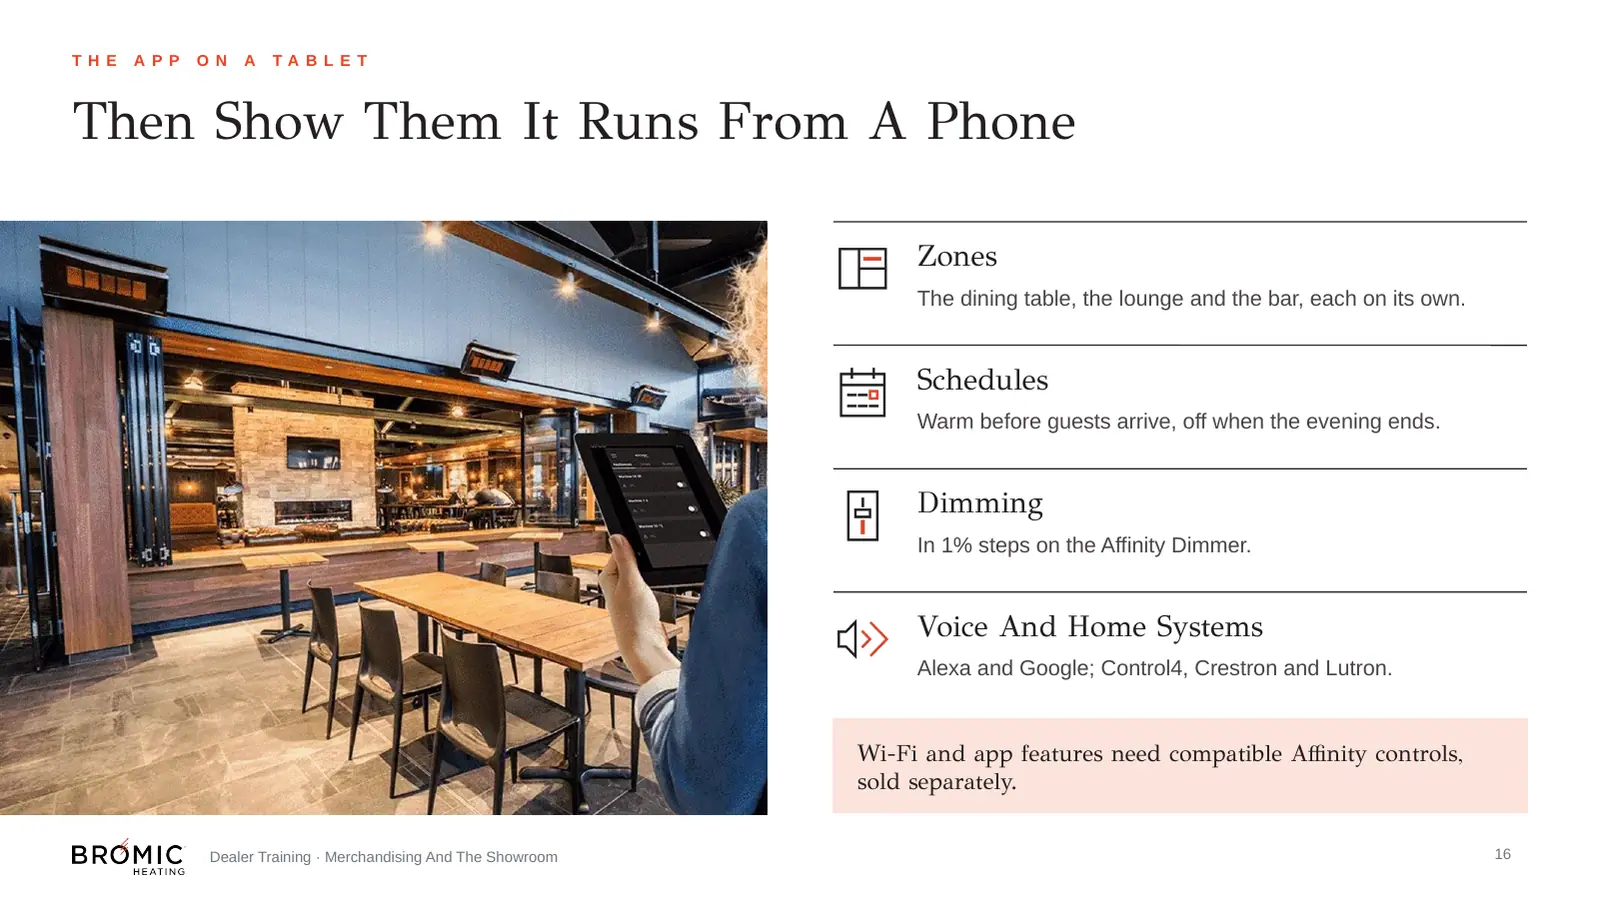 THE APP ON A TABLET
Then Show Them It Runs From A Phone
Zones
The dining table, the lounge and the bar, each on its own.
Schedules
Warm before guests arrive, off when the evening ends.
Dimming
In 1% steps on the Affinity Dimmer.
Voice And Home Systems
Alexa and Google; Control4, Crestron and Lutron.
Wi-Fi and app features need compatible Affinity controls,
sold separately.
BROMIC
HEATING
Dealer Training · Merchandising And The Showroom
16